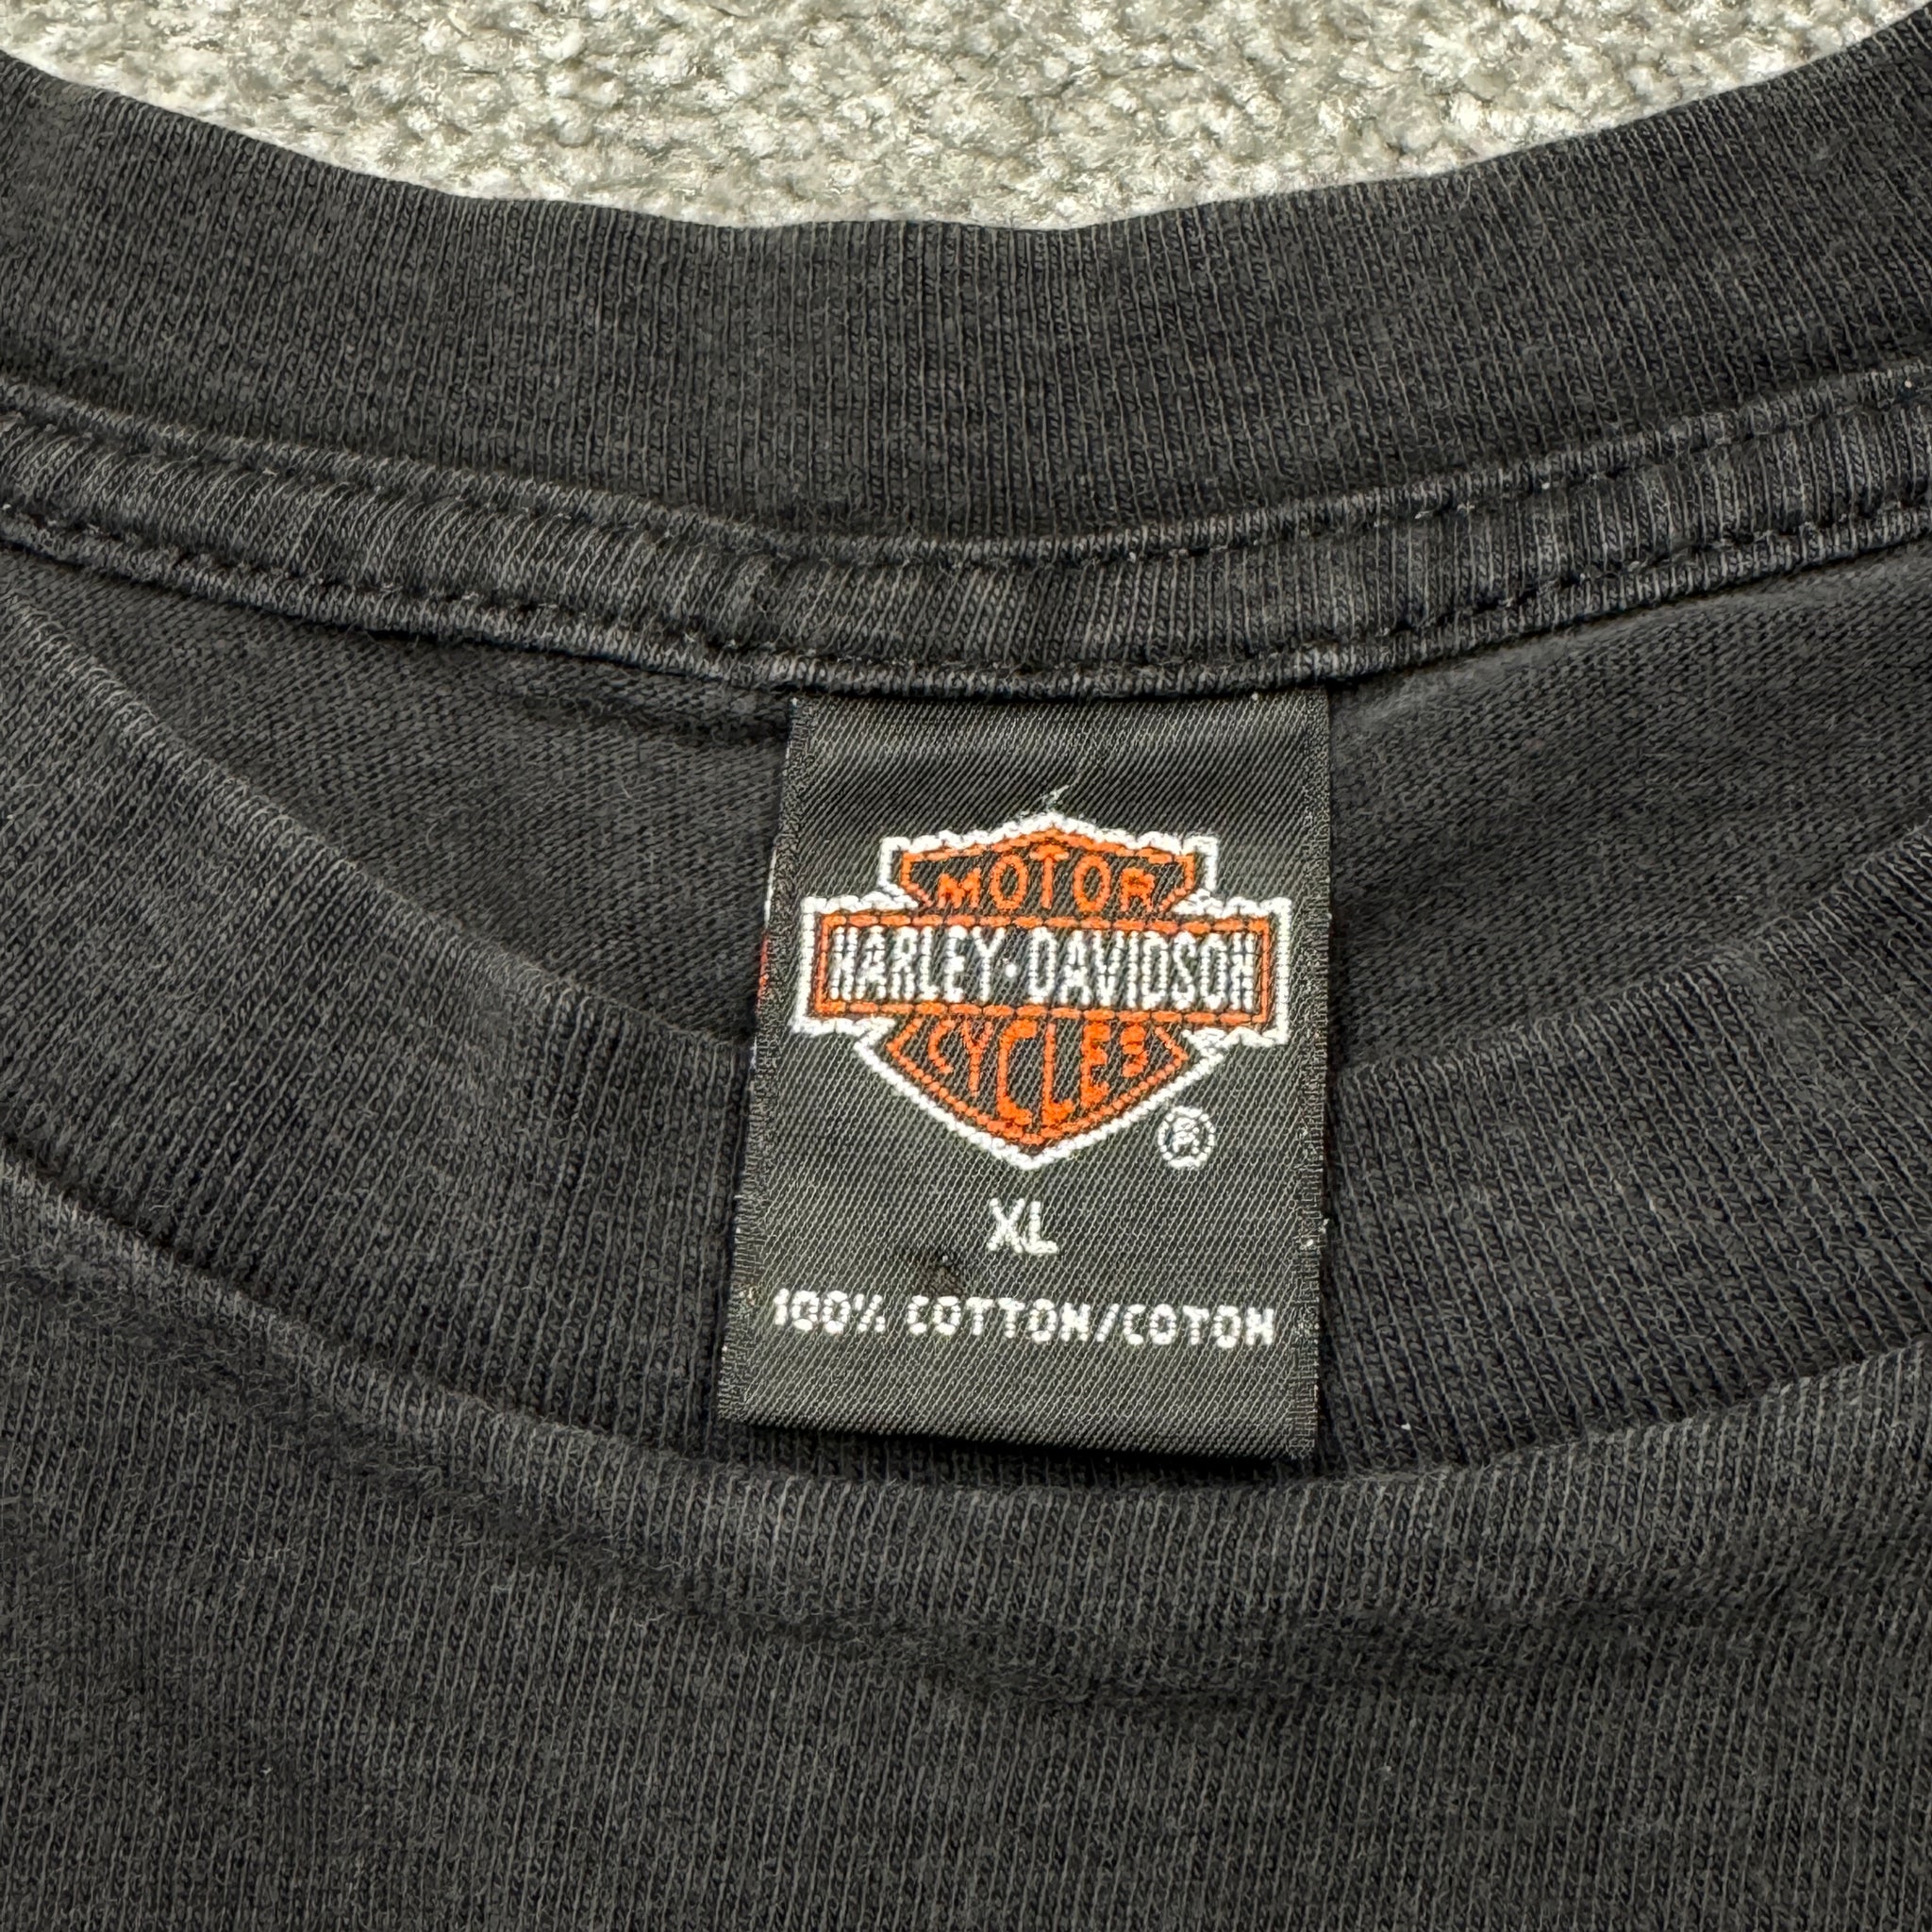 MOTOR
HARLEY-DAVIDSON
CYCLES
®
XL
100% COTTON/COTON